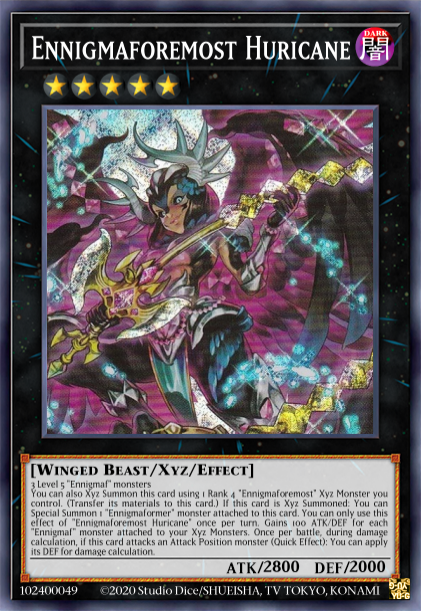 Ennigmaforemost Huricane
DARK
闇
[Winged Beast/Xyz/Effect]
3 Level 5 "Ennigmaf" monsters
You can also Xyz Summon this card using 1 Rank 4 "Ennigmaforemost" Xyz Monster you
control. (Transfer its materials to this card.) If this card is Xyz Summoned: You can
Special Summon 1 "Ennigmaformer" monster attached to this card. You can only use this
effect of "Ennigmaforemost Huricane" once per turn. Gains 100 ATK/DEF for each
"Ennigmaf" monster attached to your Xyz Monsters. Once per battle, during damage
calculation, if this card attacks an Attack Position monster (Quick Effect): You can apply
its DEF for damage calculation.
ATK/2800 DEF/2000
102400049 ©2020 Studio Dice/SHUEISHA, TV TOKYO, KONAMI